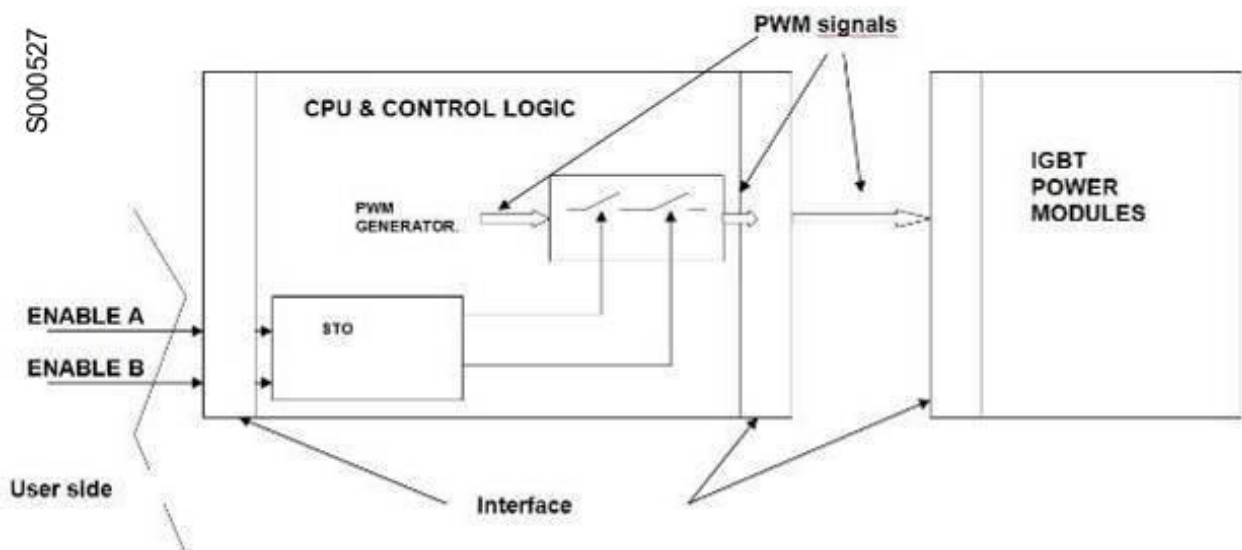 S000527
PWM signals
CPU & CONTROL LOGIC
IGBT
POWER
MODULES
PWM
GENERATOR.
ENABLE A
STO
ENABLE B
User side
Interface